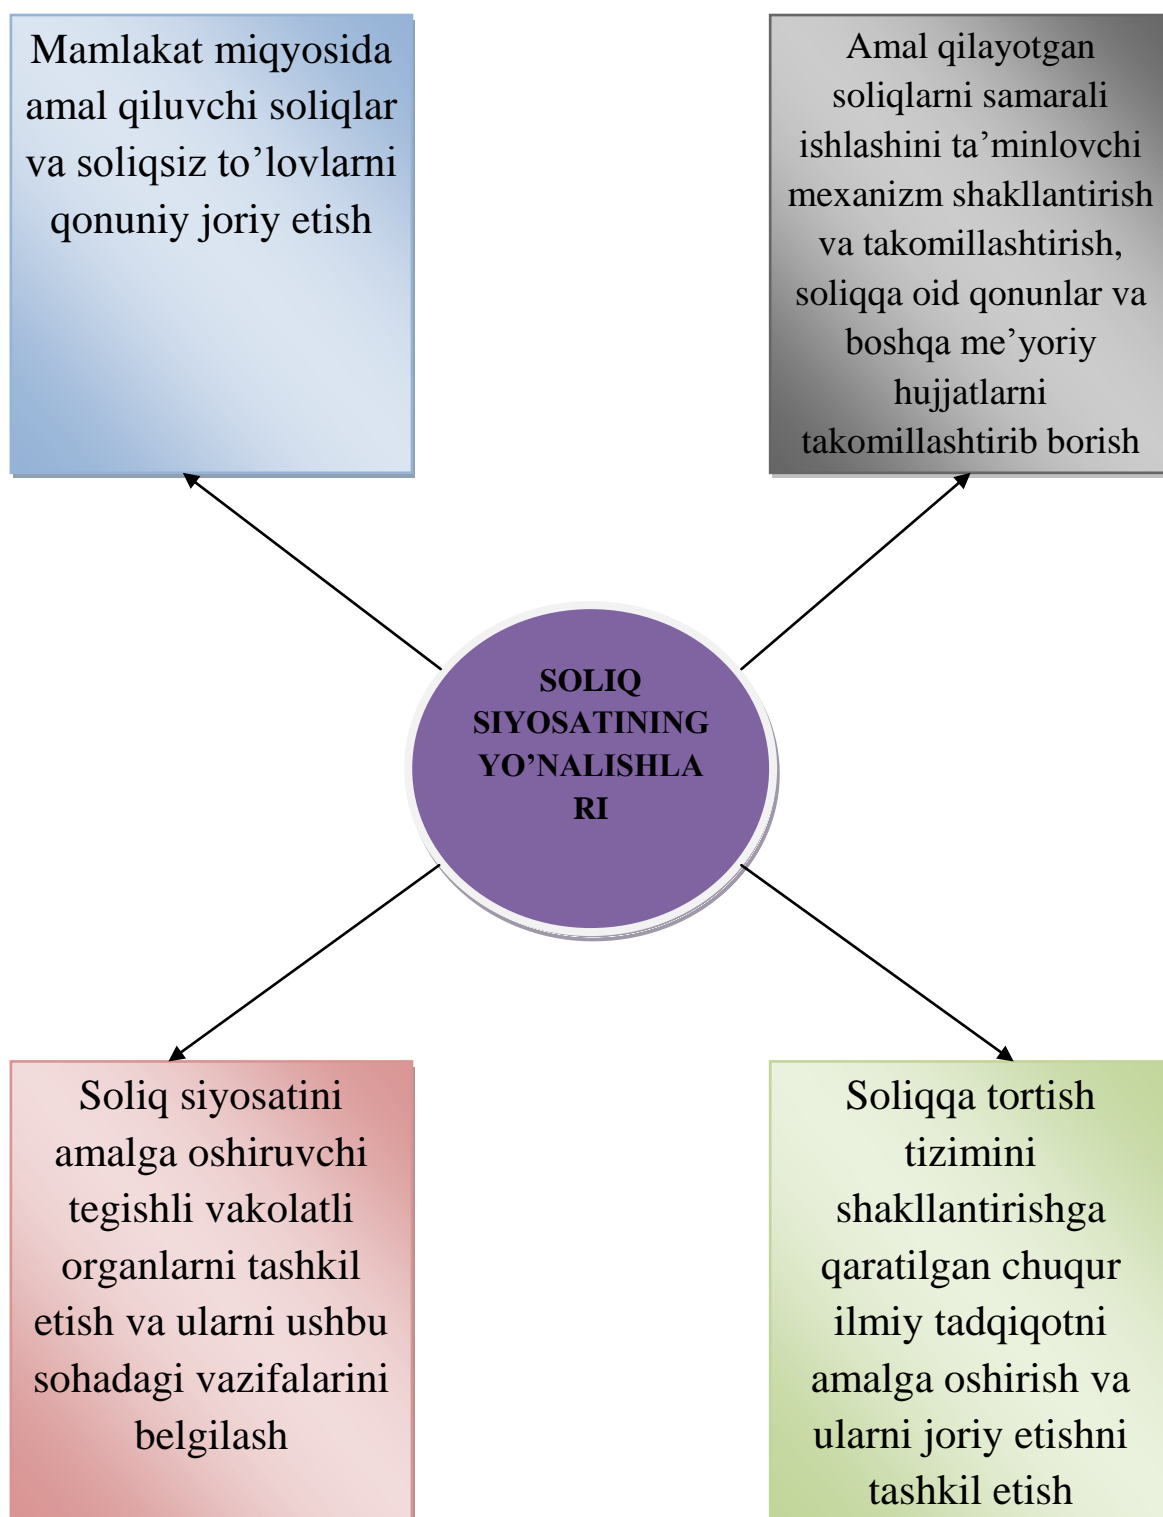 Mamlakat miqyosida
amal qiluvchi soliqlar
va soliqsiz to’lovlarni
qonuniy joriy etish
Amal qilayotgan
soliqlarni samarali
ishlashini ta’minlovchi
mexanizm shakllantirish
va takomillashtirish,
soliqqa oid qonunlar va
boshqa me’yoriy
hujjatlarni
takomillashtirib borish
SOLIQ
SIYOSATINING
YO’NALISHLA
RI
Soliq siyosatini
amalga oshiruvchi
tegishli vakolatli
organlarni tashkil
etish va ularni ushbu
sohadagi vazifalarini
belgilash
Soliqqa tortish
tizimini
shakllantirishga
qaratilgan chuqur
ilmiy tadqiqotni
amalga oshirish va
ularni joriy etishni
tashkil etish